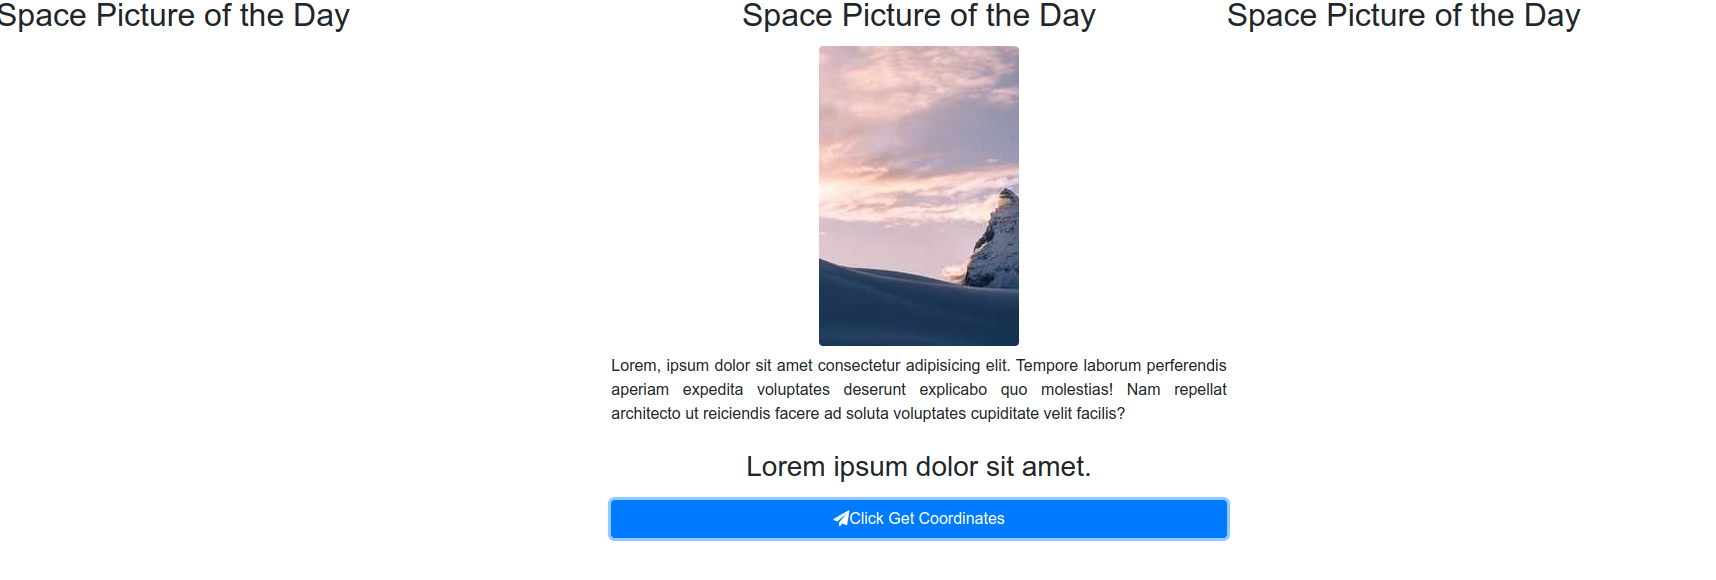 Space Picture of the Day
Space Picture of the Day
Space Picture of the Day
Lorem, ipsum dolor sit amet consectetur adipisicing elit. Tempore laborum perferendis
aperiam expedita voluptates deserunt explicabo quo molestias! Nam repellat
architecto ut reiciendis facere ad soluta voluptates cupiditate velit facilis?
Lorem ipsum dolor sit amet.
Click Get Coordinates